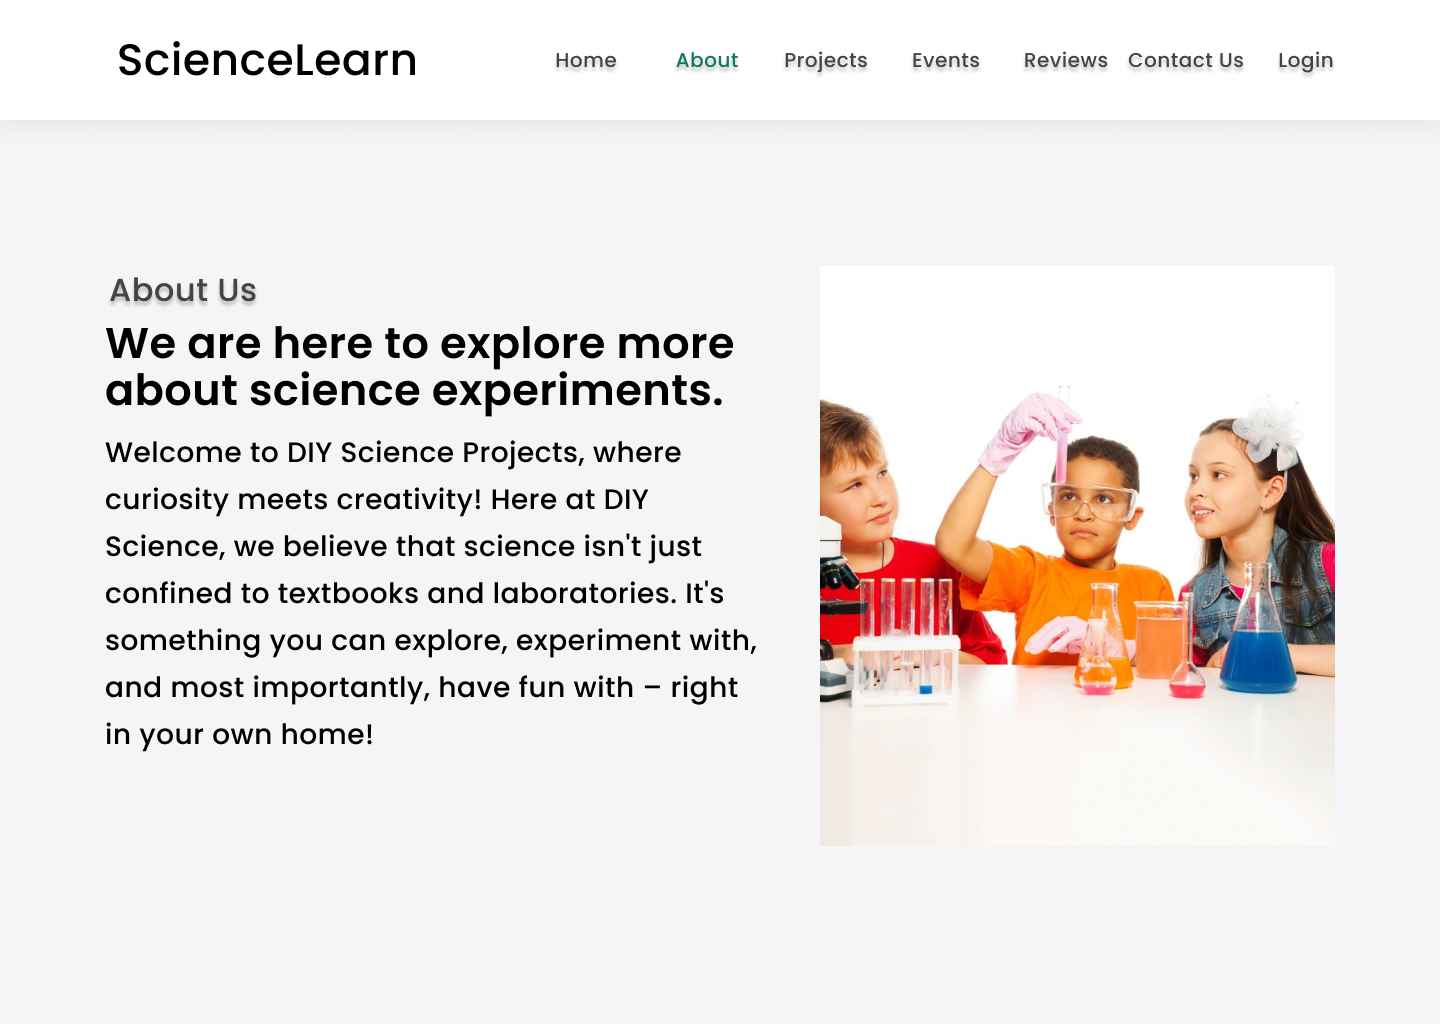 ScienceLearn
Home About Projects Events Reviews Contact Us Login
About Us
We are here to explore more
about science experiments.
Welcome to DIY Science Projects, where
curiosity meets creativity! Here at DIY
Science, we believe that science isn't just
confined to textbooks and laboratories. It's
something you can explore, experiment with,
and most importantly, have fun with – right
in your own home!